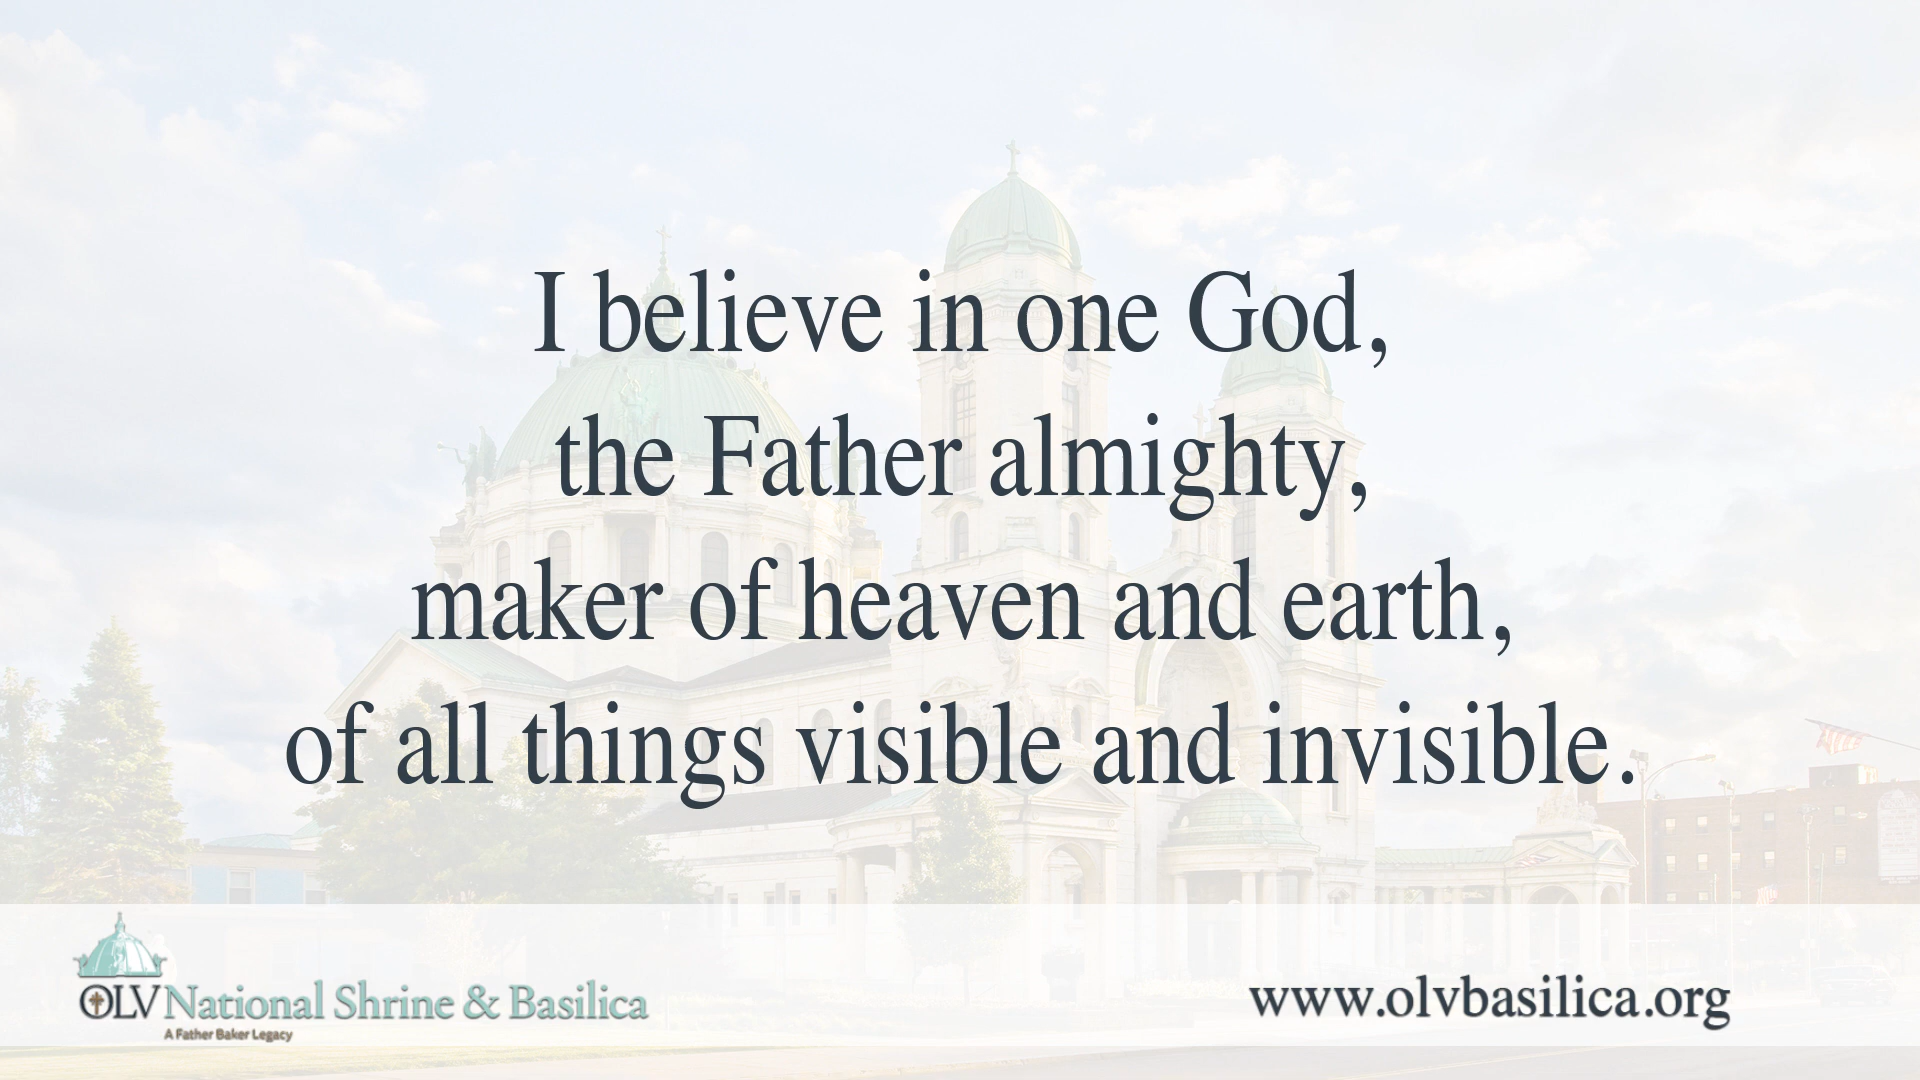 I believe in one God,
the Father almighty,
maker of heaven and earth,
of all things visible and invisible.
OLV National Shrine & Basilica
A Father Baker Legacy
www.olvbasilica.org